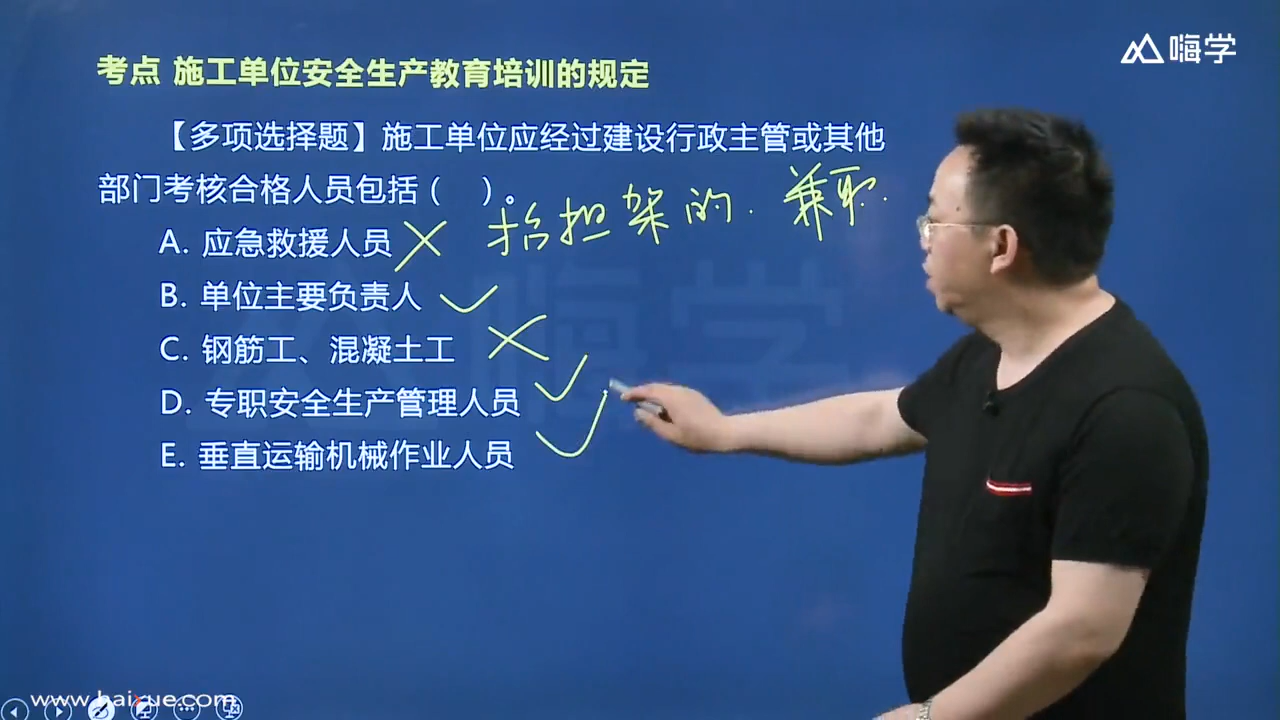 嗨学
考点 施工单位安全生产教育培训的规定
【多项选择题】施工单位应经过建设行政主管或其他
部门考核合格人员包括（ ）。
抬担架的. 兼职.
A. 应急救援人员
B. 单位主要负责人
C. 钢筋工、混凝土工
D. 专职安全生产管理人员
E. 垂直运输机械作业人员
嗨学
www.haixue.com